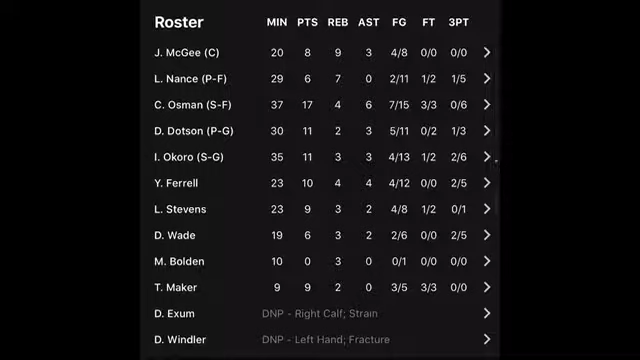 Roster MIN PTS REB AST FG FT 3PT
J. McGee (C) 20 8 9 3 4/8 0/0 0/0
L. Nance (P-F) 29 6 7 0 2/11 1/2 1/5
C. Osman (S-F) 37 17 4 6 7/15 3/3 0/6
D. Dotson (P-G) 30 11 2 3 5/11 0/2 1/3
I. Okoro (S-G) 35 11 3 3 4/13 1/2 2/6
Y. Ferrell 23 10 4 4 4/12 0/0 2/5
L. Stevens 23 9 3 2 4/8 1/2 0/1
D. Wade 19 6 3 2 2/6 0/0 2/5
M. Bolden 10 0 3 0 0/1 0/0 0/0
T. Maker 9 9 2 0 3/5 3/3 0/0
D. Exum DNP - Right Calf; Strain
D. Windler DNP - Left Hand; Fracture